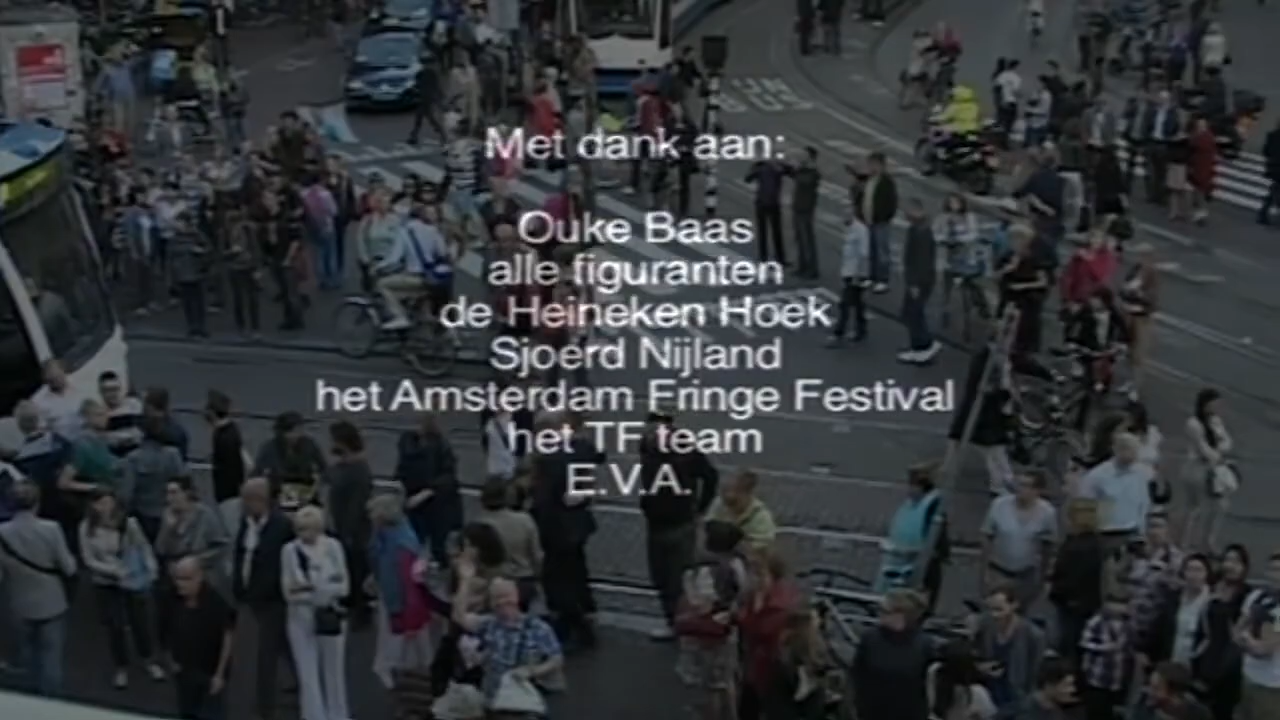 Met dank aan:
Ouke Baas
alle figuranten
de Heineken Hoek
Sjoerd Nijland
het Amsterdam Fringe Festival
het TF team
E.V.A.